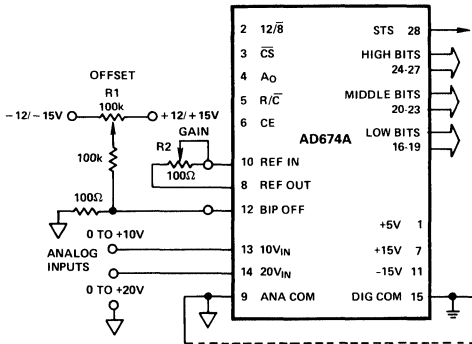 2 12/8̅ STS 28
3 C̅S̅ HIGH BITS
24-27
OFFSET
4 A₀
R1
100k
MIDDLE BITS
20-23
5 R/C̅
−12/−15V +12/+15V
6 CE
GAIN
AD674A
LOW BITS
16-19
R2
100k
100Ω
10 REF IN
8 REF OUT
100Ω
12 BIP OFF
+5V 1
0 TO +10V
ANALOG
INPUTS
13 10VIN +15V 7
14 20VIN −15V 11
0 TO +20V
9 ANA COM DIG COM 15